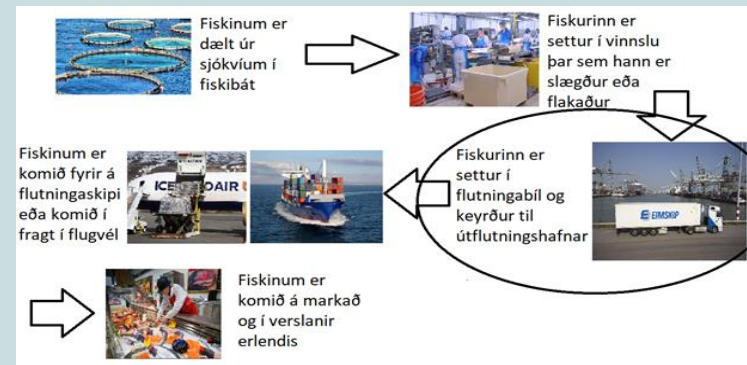 Fiskinum er
dælt úr
sjókvíum í
fiskibát
Fiskurinn er
settur í vinnslu
þar sem hann er
slægður eða
flakaður
Fiskurinn er
settur í
flutningabíl og
keyrður til
útflutningshafnar
EIMSKIP
Fiskinum er
komið fyrir á
flutningaskipi
eða komið í
fragt í flugvél
Fiskinum er
komið á markað
og í verslanir
erlendis